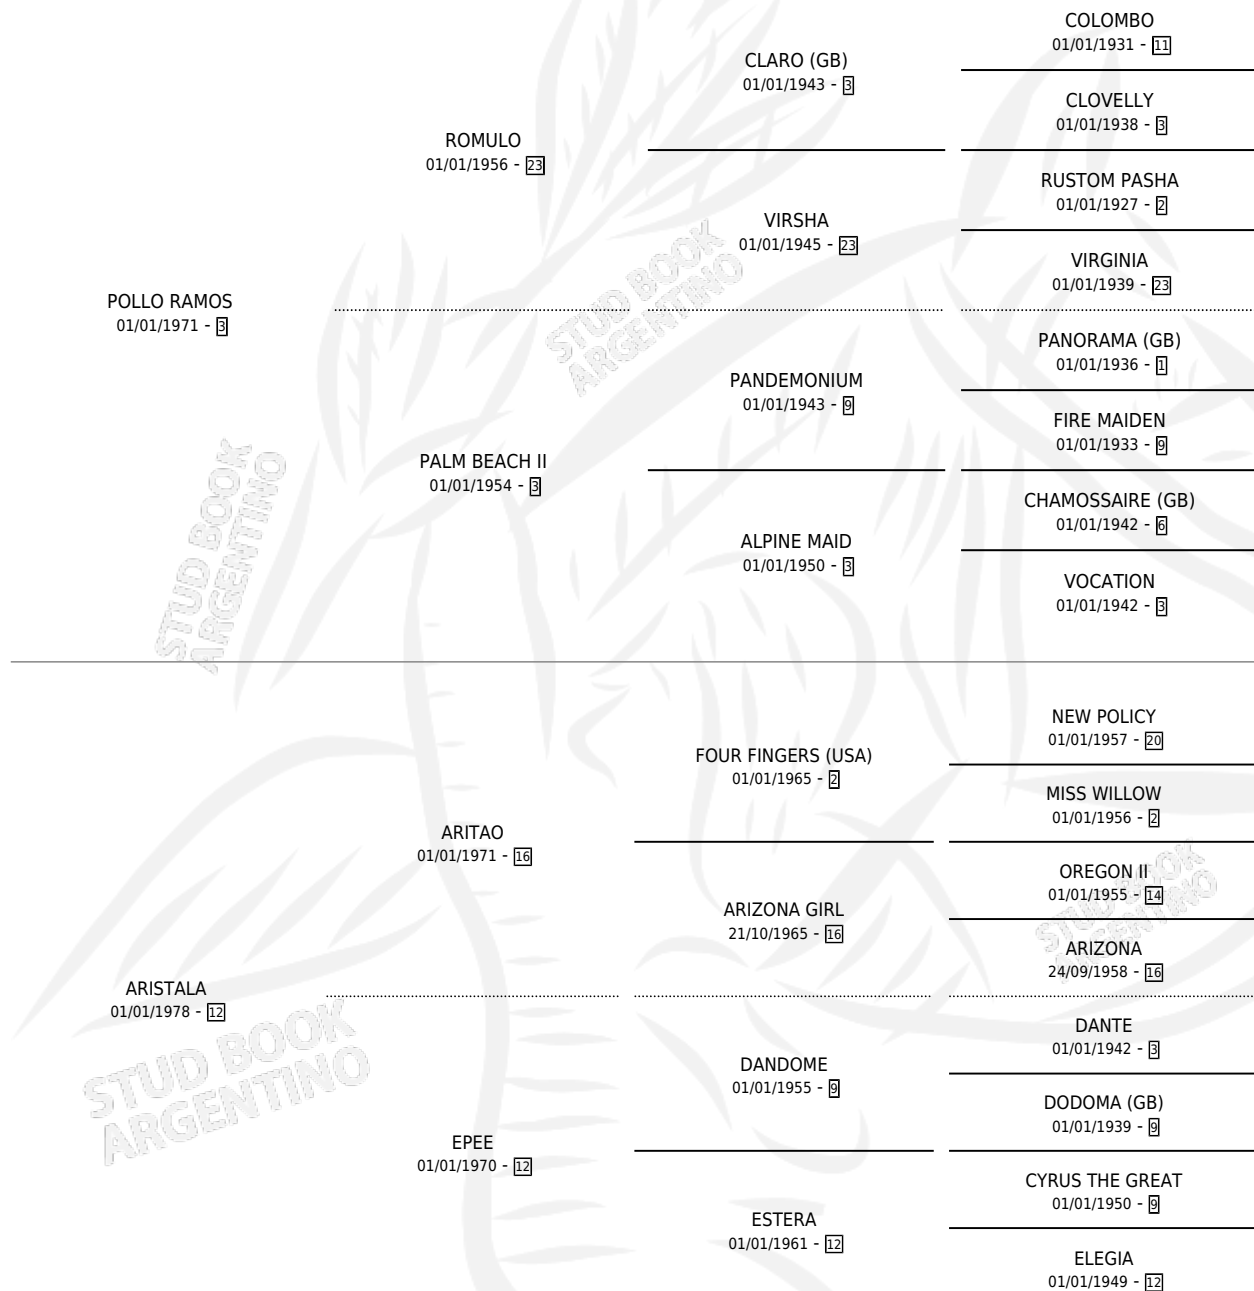 COLOMBO
01/01/1931 - 11
CLARO (GB)
01/01/1943 - 3
CLOVELLY
01/01/1938 - 3
ROMULO
01/01/1956 - 23
RUSTOM PASHA
01/01/1927 - 2
VIRSHA
01/01/1945 - 23
VIRGINIA
01/01/1939 - 23
POLLO RAMOS
01/01/1971 - 3
PANORAMA (GB)
01/01/1936 - 1
PANDEMONIUM
01/01/1943 - 9
FIRE MAIDEN
01/01/1933 - 9
PALM BEACH II
01/01/1954 - 3
CHAMOSSAIRE (GB)
01/01/1942 - 6
ALPINE MAID
01/01/1950 - 3
VOCATION
01/01/1942 - 3
NEW POLICY
01/01/1957 - 20
FOUR FINGERS (USA)
01/01/1965 - 2
MISS WILLOW
01/01/1956 - 2
ARITAO
01/01/1971 - 16
OREGON II
01/01/1955 - 14
ARIZONA GIRL
21/10/1965 - 16
ARIZONA
24/09/1958 - 16
ARISTALA
01/01/1978 - 12
DANTE
01/01/1942 - 3
DANDOME
01/01/1955 - 9
DODOMA (GB)
01/01/1939 - 9
EPEE
01/01/1970 - 12
CYRUS THE GREAT
01/01/1950 - 9
ESTERA
01/01/1961 - 12
ELEGIA
01/01/1949 - 12
STUD BOOK
ARGENTINO
STUD BOOK
ARGENTINO
STUD BOOK
ARGENTINO
STUD BOOK
ARGENTINO